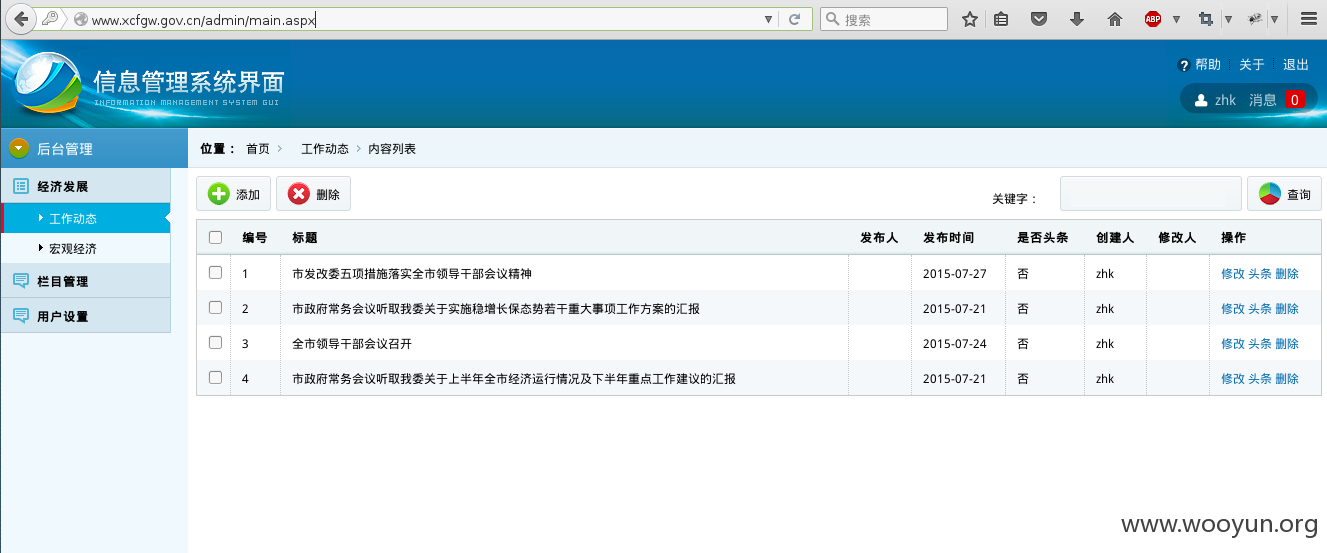 www.xcfgw.gov.cn/admin/main.aspx
搜索
ABP
信息管理系统界面
INFORMATION MANAGEMENT SYSTEM GUI
? 帮助 关于 退出
zhk 消息 0
后台管理
位置： 首页 工作动态 内容列表
经济发展
工作动态
宏观经济
栏目管理
用户设置
添加 删除 关键字： 查询
编号 标题 发布人 发布时间 是否头条 创建人 修改人 操作
1 市发改委五项措施落实全市领导干部会议精神 2015-07-27 否 zhk 修改 头条 删除
2 市政府常务会议听取我委关于实施稳增长保态势若干重大事项工作方案的汇报 2015-07-21 否 zhk 修改 头条 删除
3 全市领导干部会议召开 2015-07-24 否 zhk 修改 头条 删除
4 市政府常务会议听取我委关于上半年全市经济运行情况及下半年重点工作建议的汇报 2015-07-21 否 zhk 修改 头条 删除
www.wooyun.org